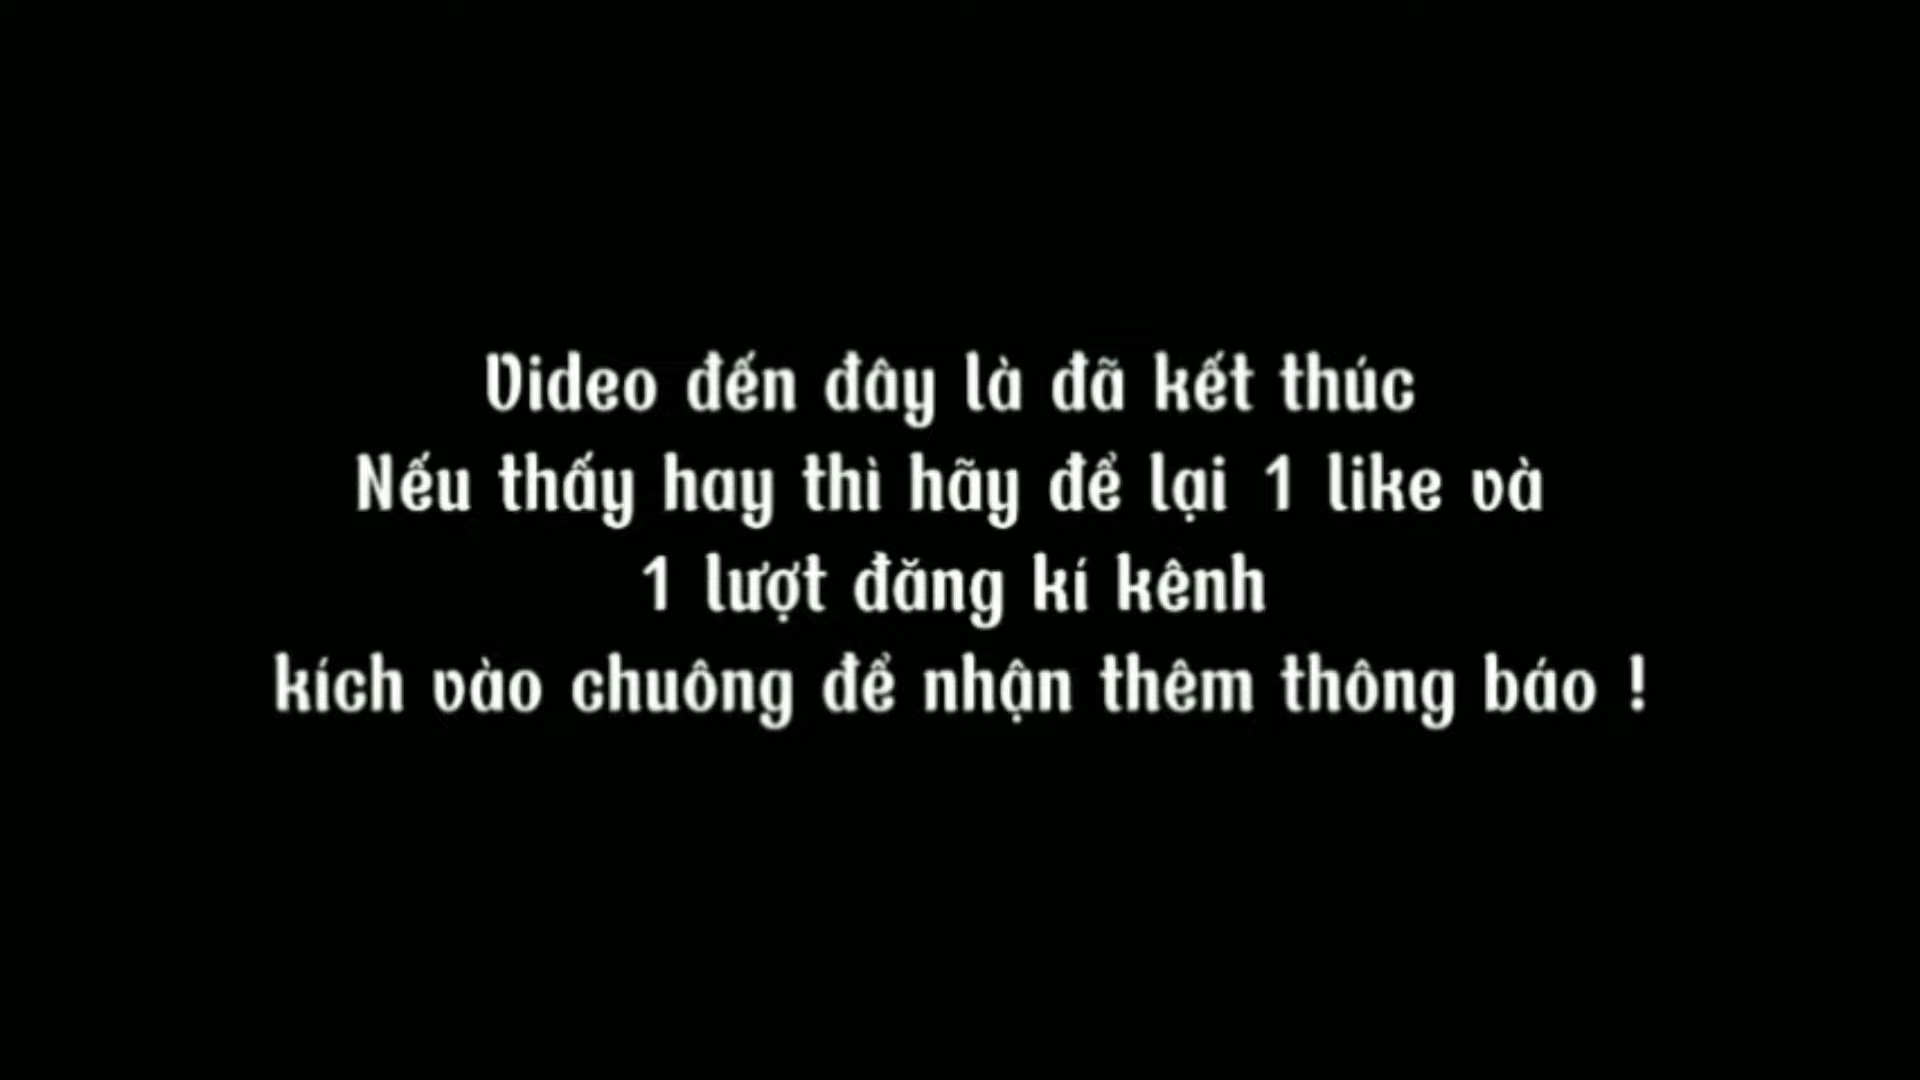 Video đến đây là đã kết thúc
Nếu thấy hay thì hãy để lại 1 like và
1 lượt đăng kí kênh
kích vào chuông để nhận thêm thông báo !